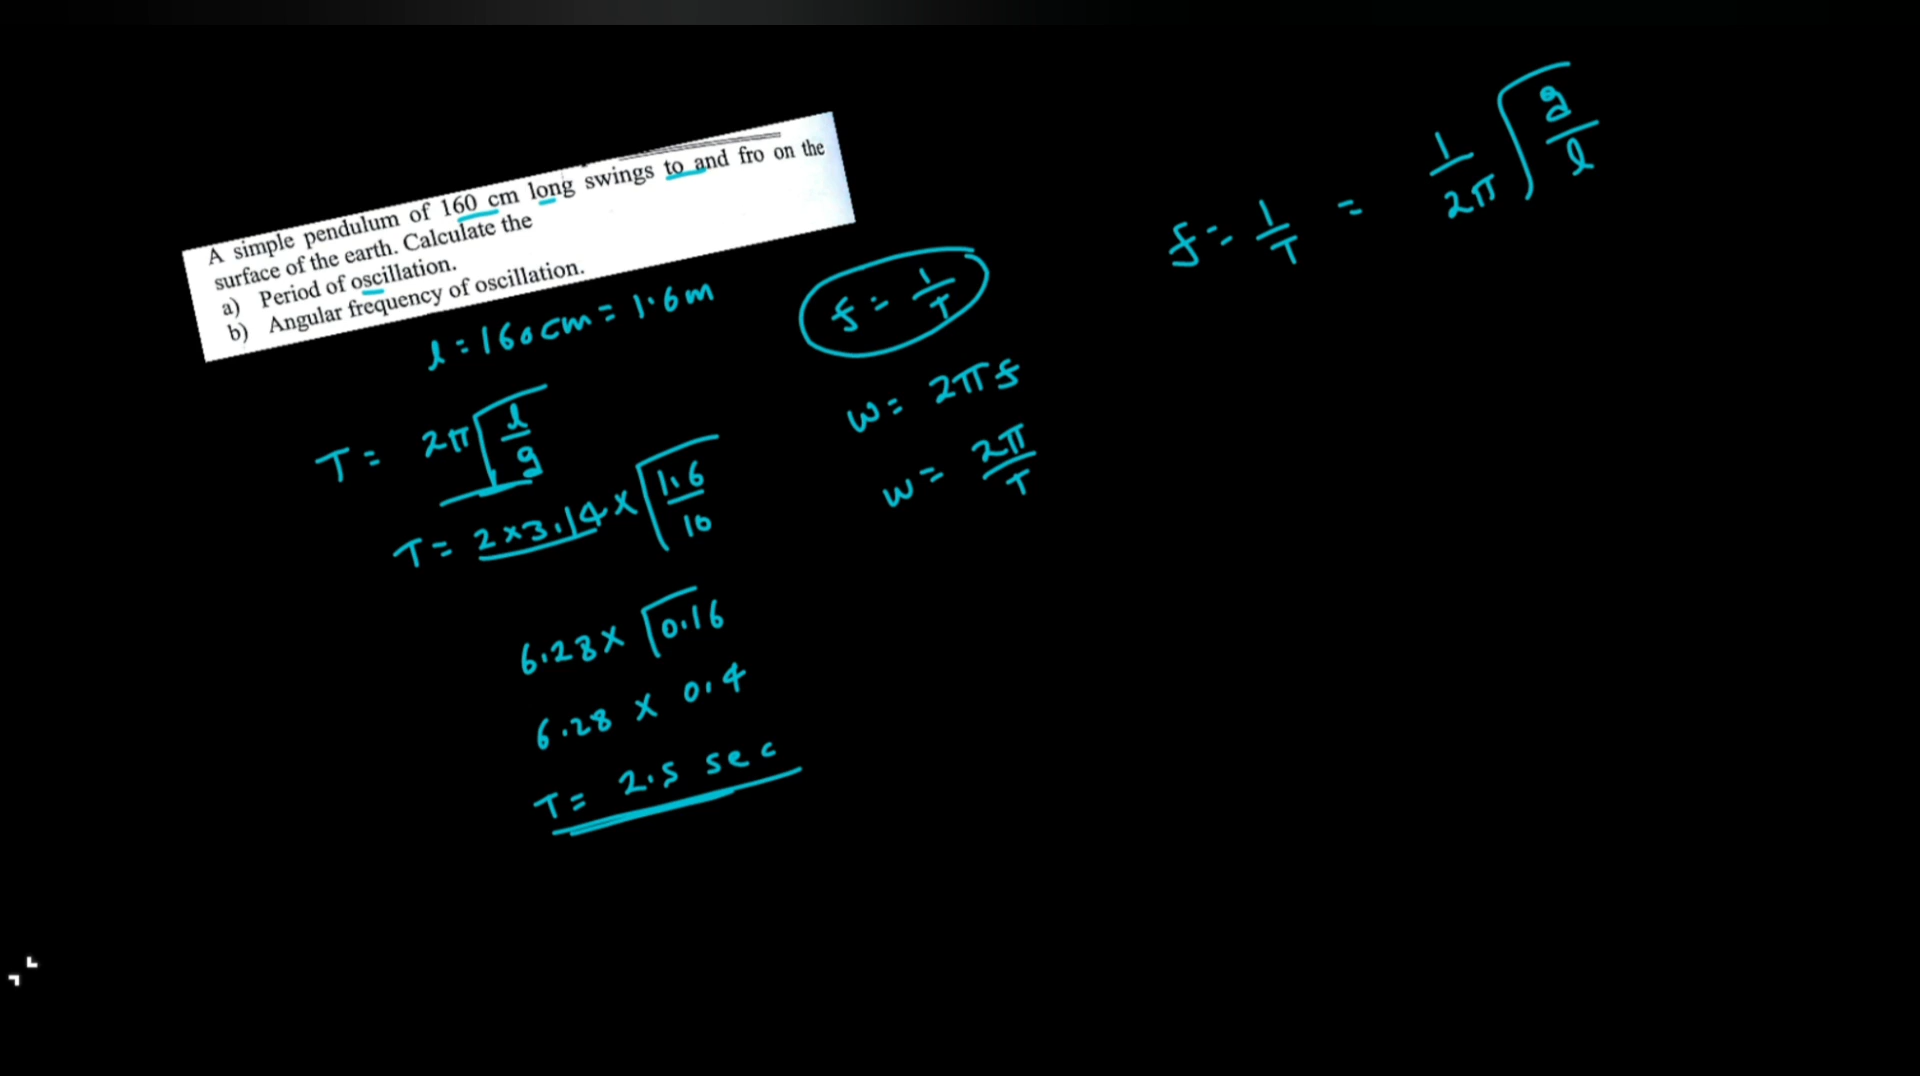 A simple pendulum of 160 cm long swings to and fro on the
surface of the earth. Calculate the
a) Period of oscillation.
b) Angular frequency of oscillation.
l = 160 cm = 1.6 m
T = 2π√(l/g)
T = 2 × 3.14 × √(1.6/10)
6.28 × √0.16
6.28 × 0.4
T = 2.5 sec
f = 1/T
w = 2πf
w = 2π/T
f = 1/T = 1/2π √(g/l)